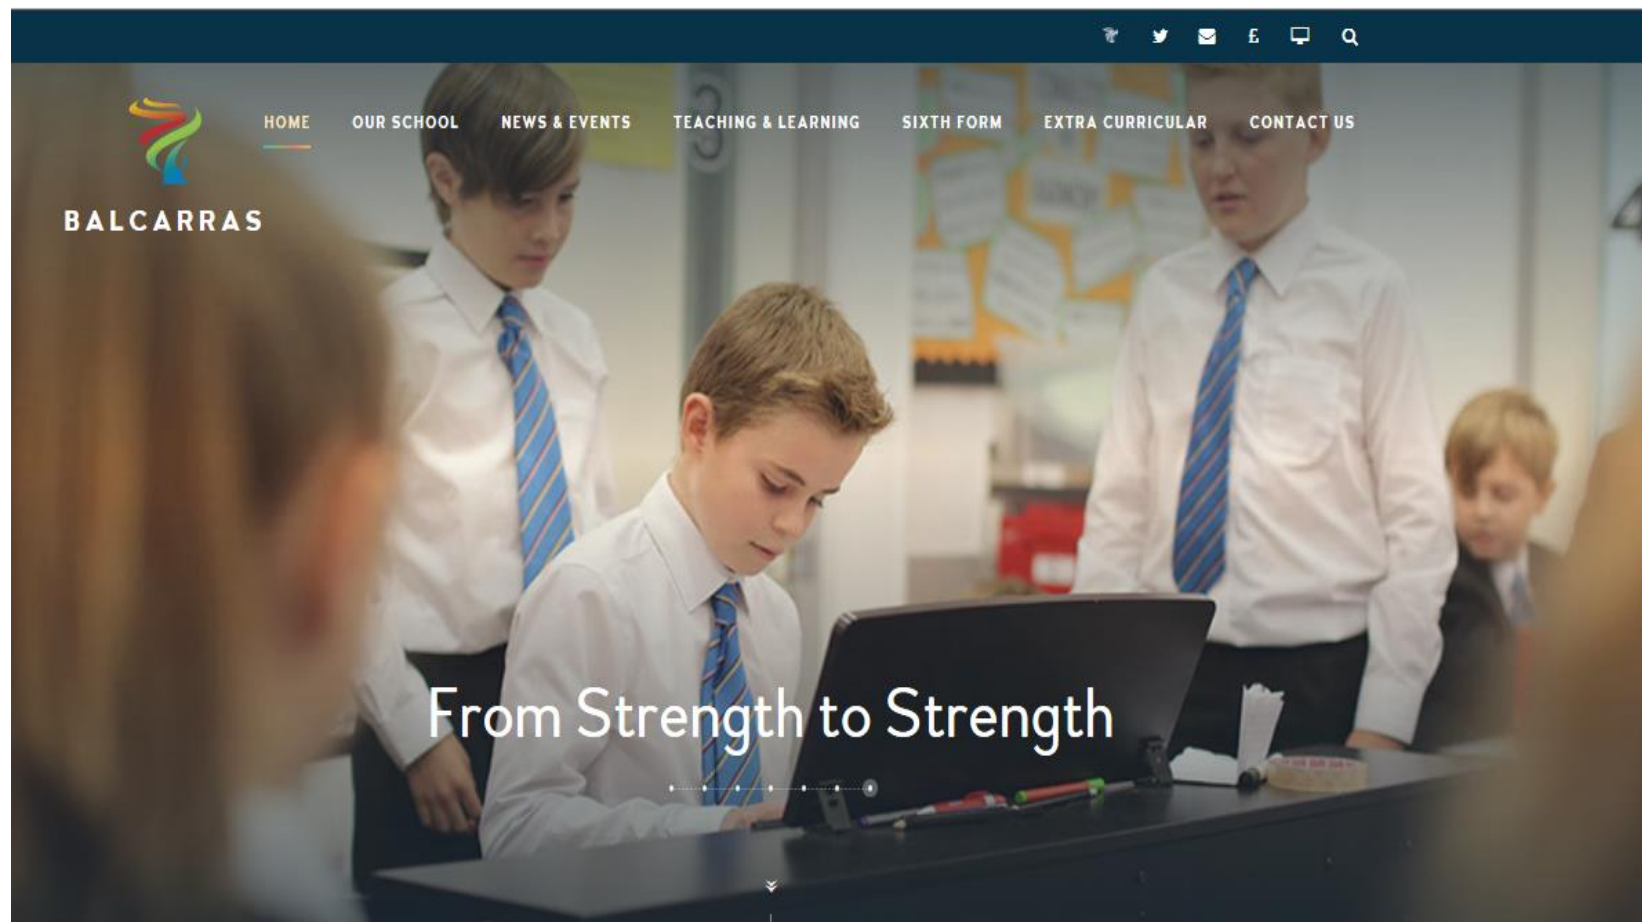 £
HOME OUR SCHOOL NEWS & EVENTS TEACHING & LEARNING SIXTH FORM EXTRA CURRICULAR CONTACT US
BALCARRAS
From Strength to Strength